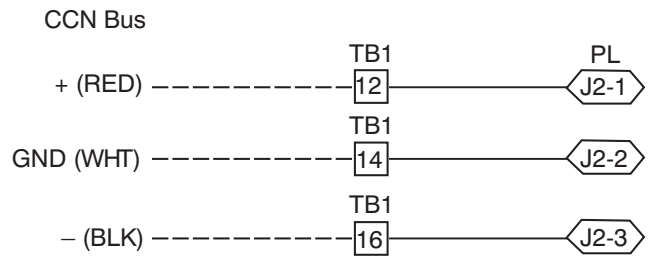 CCN Bus
TB1 PL
+ (RED) 12 J2-1
TB1
GND (WHT) 14 J2-2
TB1
− (BLK) 16 J2-3